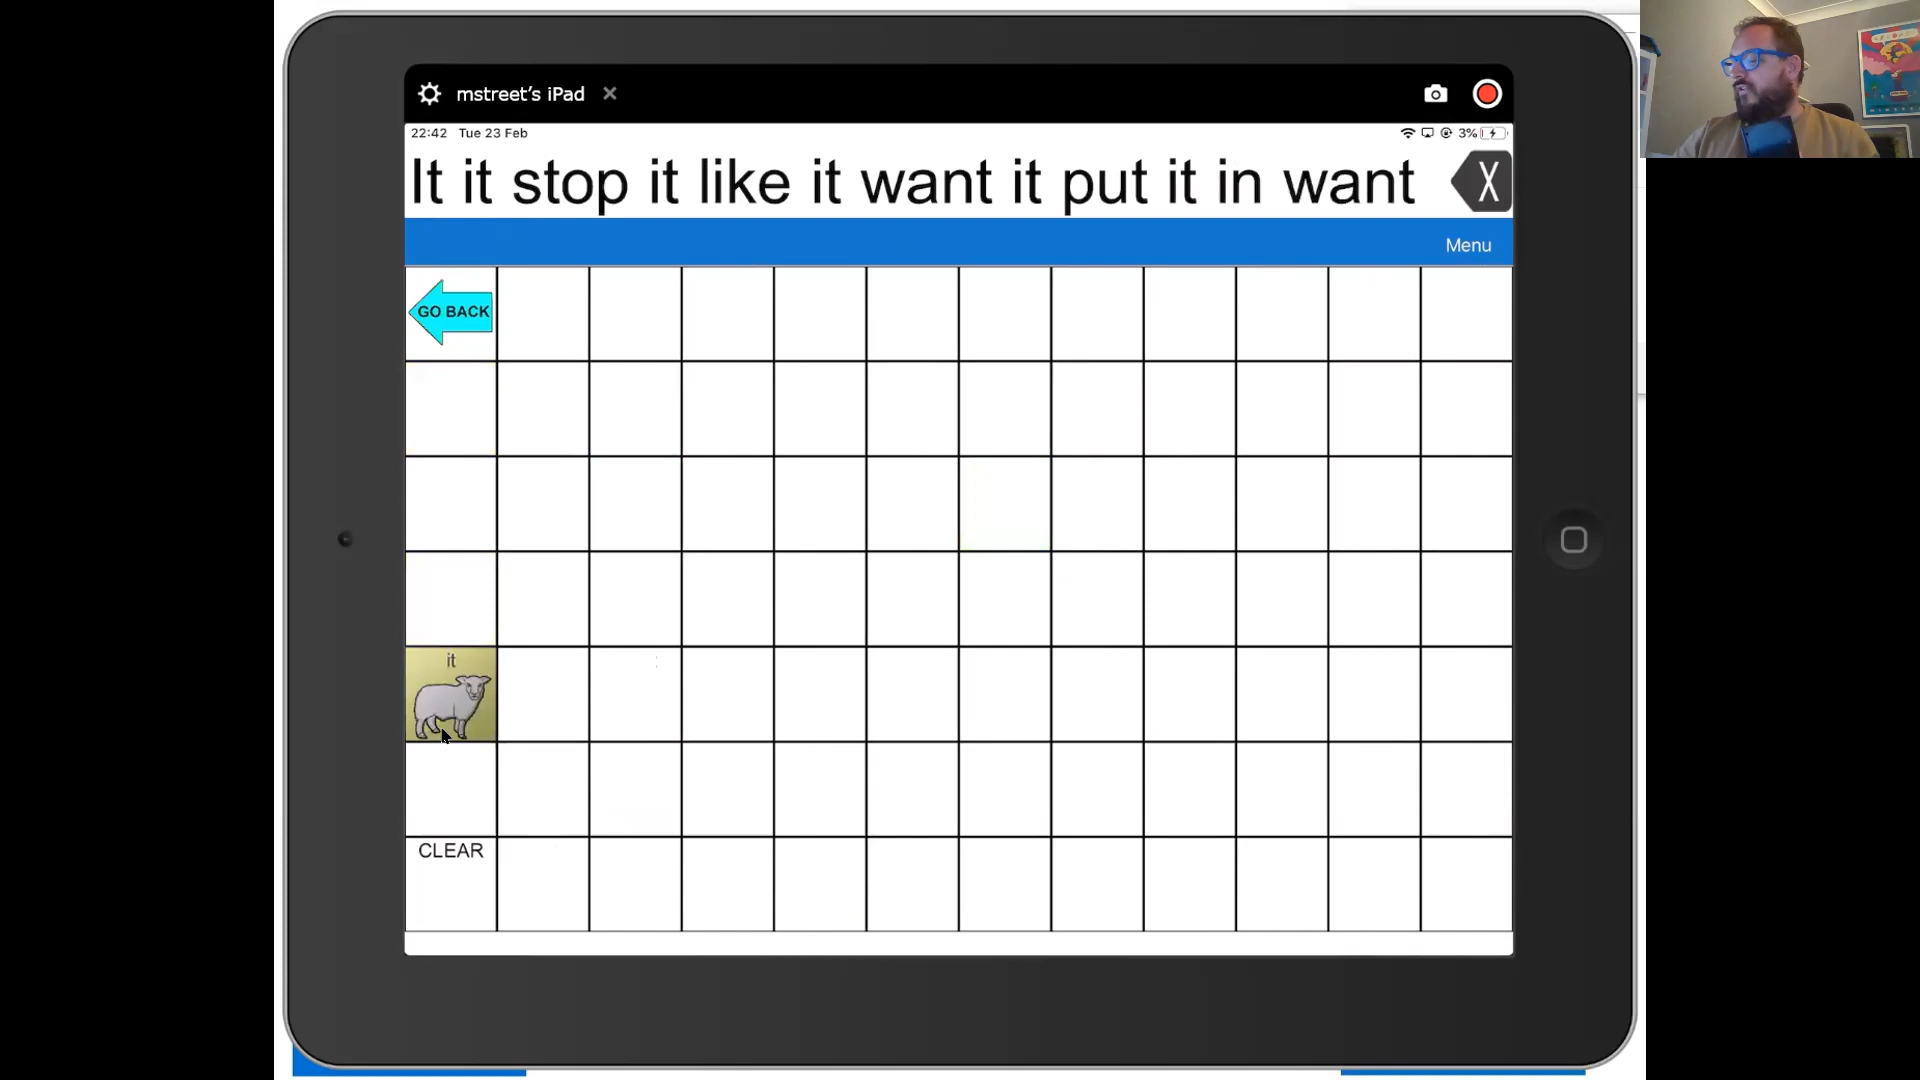 mstreet’s iPad
22:42 Tue 23 Feb 3%
It it stop it like it want it put it in want X
Menu
GO BACK
it
CLEAR